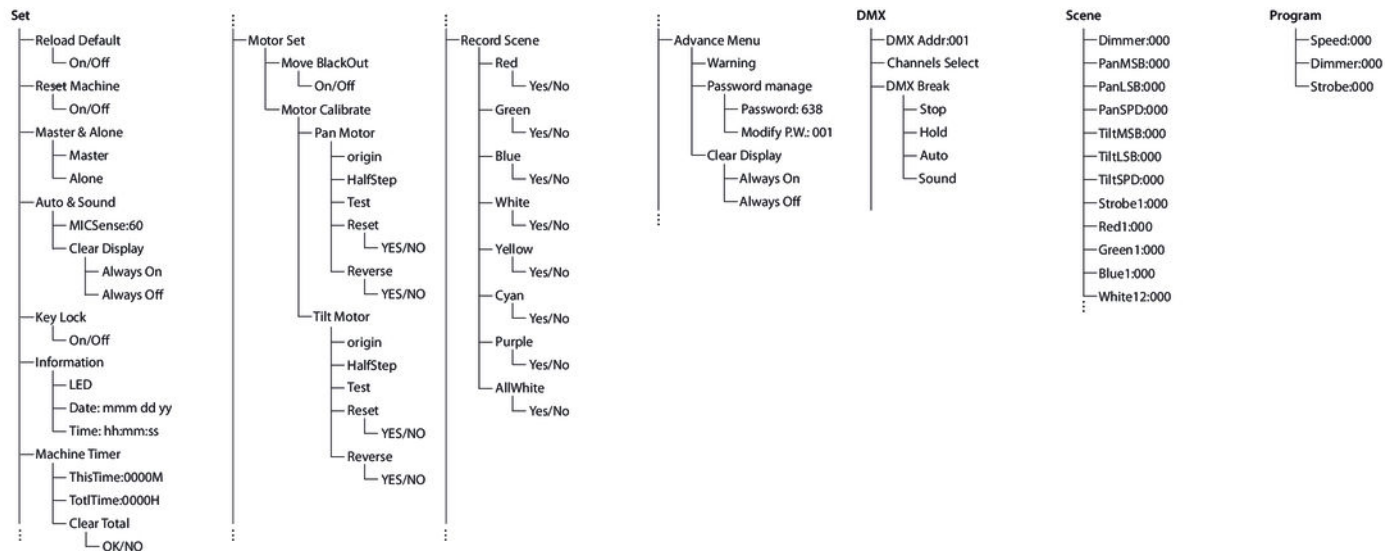 Set
Reload Default
On/Off
Reset Machine
On/Off
Master & Alone
Master
Alone
Auto & Sound
MICSense:60
Clear Display
Always On
Always Off
Key Lock
On/Off
Information
LED
Date: mmm dd yy
Time: hh:mm:ss
Machine Timer
ThisTime:0000M
TotlTime:0000H
Clear Total
OK/NO
Motor Set
Move BlackOut
On/Off
Motor Calibrate
Pan Motor
origin
HalfStep
Test
Reset
YES/NO
Reverse
YES/NO
Tilt Motor
origin
HalfStep
Test
Reset
YES/NO
Reverse
YES/NO
Record Scene
Red
Yes/No
Green
Yes/No
Blue
Yes/No
White
Yes/No
Yellow
Yes/No
Cyan
Yes/No
Purple
Yes/No
AllWhite
Yes/No
Advance Menu
Warning
Password manage
Password: 638
Modify P.W.: 001
Clear Display
Always On
Always Off
DMX
DMX Addr:001
Channels Select
DMX Break
Stop
Hold
Auto
Sound
Scene
Dimmer:000
PanMSB:000
PanLSB:000
PanSPD:000
TiltMSB:000
TiltLSB:000
TiltSPD:000
Strobe1:000
Red1:000
Green1:000
Blue1:000
White12:000
Program
Speed:000
Dimmer:000
Strobe:000